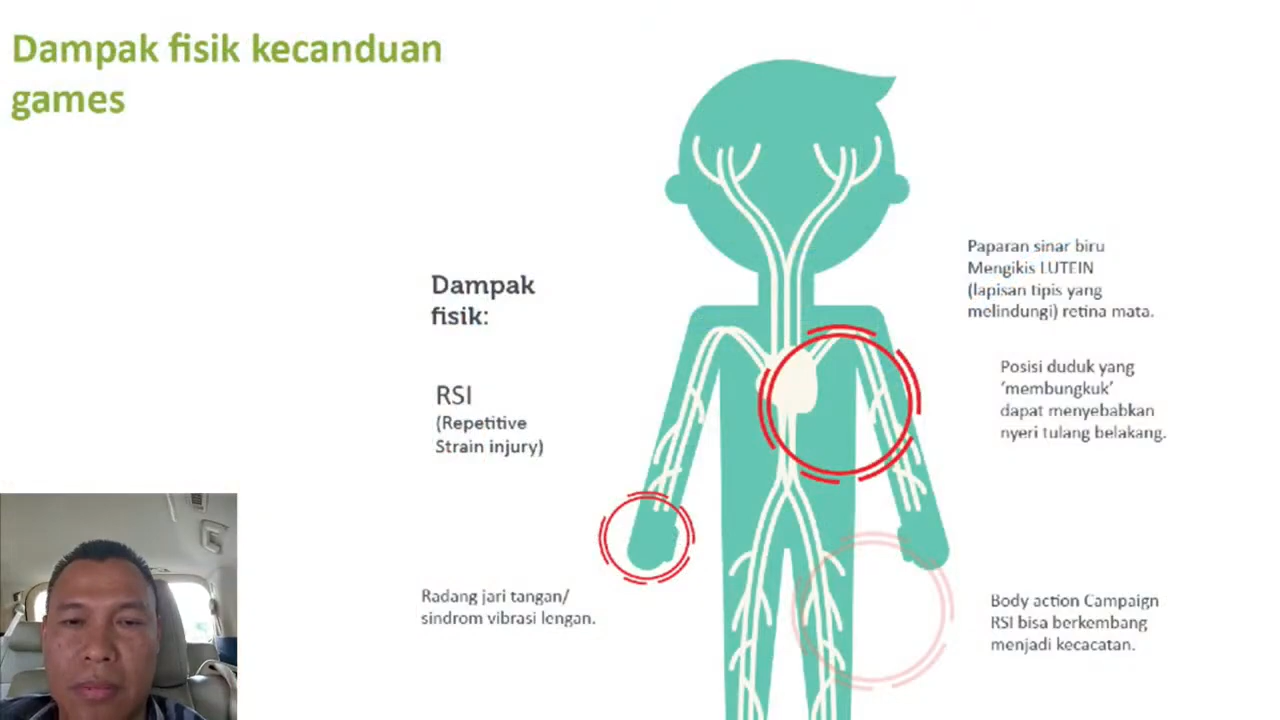 Dampak fisik kecanduan
games
Dampak
fisik:
RSI
(Repetitive
Strain injury)
Radang jari tangan/
sindrom vibrasi lengan.
Paparan sinar biru
Mengikis LUTEIN
(lapisan tipis yang
melindungi) retina mata.
Posisi duduk yang
‘membungkuk’
dapat menyebabkan
nyeri tulang belakang.
Body action Campaign
RSI bisa berkembang
menjadi kecacatan.